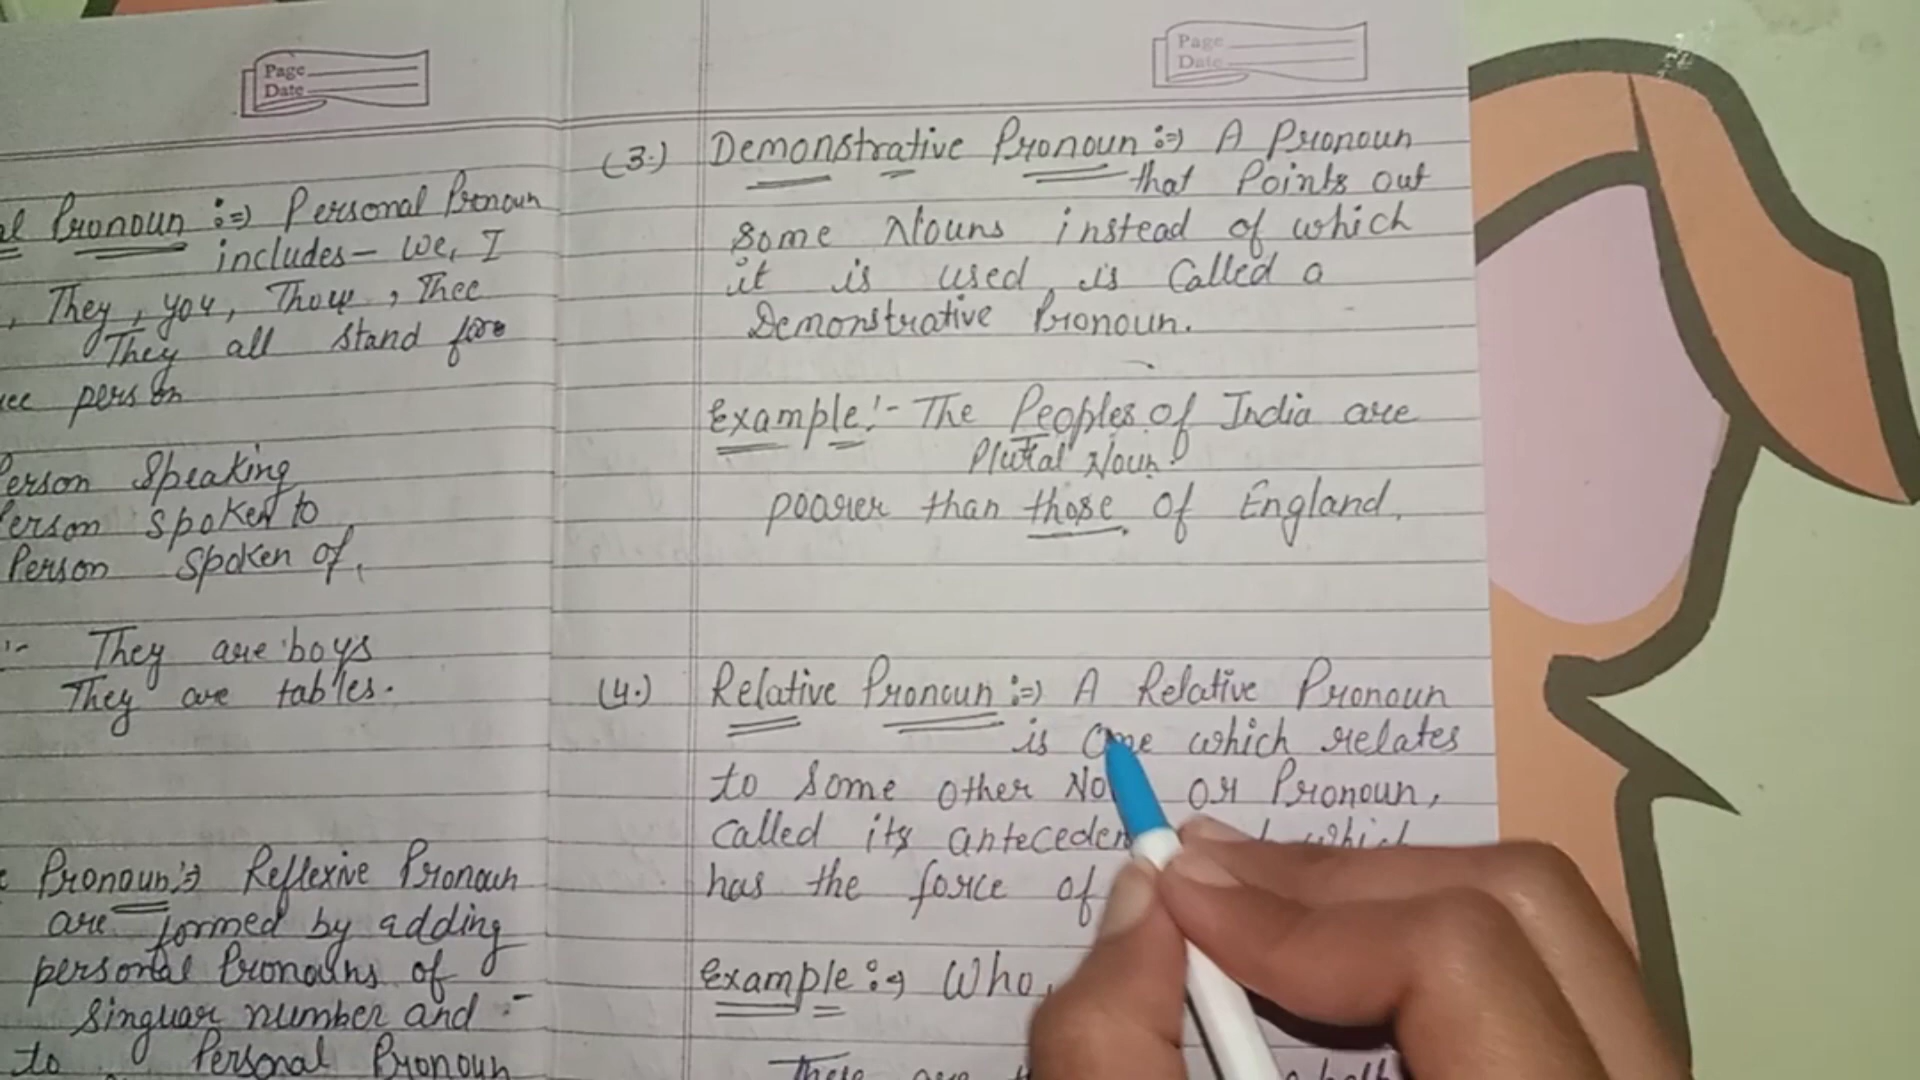 Page
Date
al Pronoun :=) Personal Pronoun
includes- We, I
, They, you, Thow, Thee
They all stand for
person
Person Speaking
Person Spoken to
Person Spoken of.
:- They are boys
They are tables.
Pronoun:=) Reflexive Pronoun
are formed by adding
personal Pronouns of
Singuar number and -
to Personal Pronoun
Page
Date
(3.) Demonstrative Pronoun :=) A Pronoun
that Points out
Some Nouns instead of which
it is used, is Called a
Demonstrative Pronoun.
Example:- The Peoples of India are
Plural Noun
poorer than those of England.
(4.) Relative Pronoun :=) A Relative Pronoun
is One which relates
to Some other or Pronoun,
Called its which
has the force of
Example :=) Who,